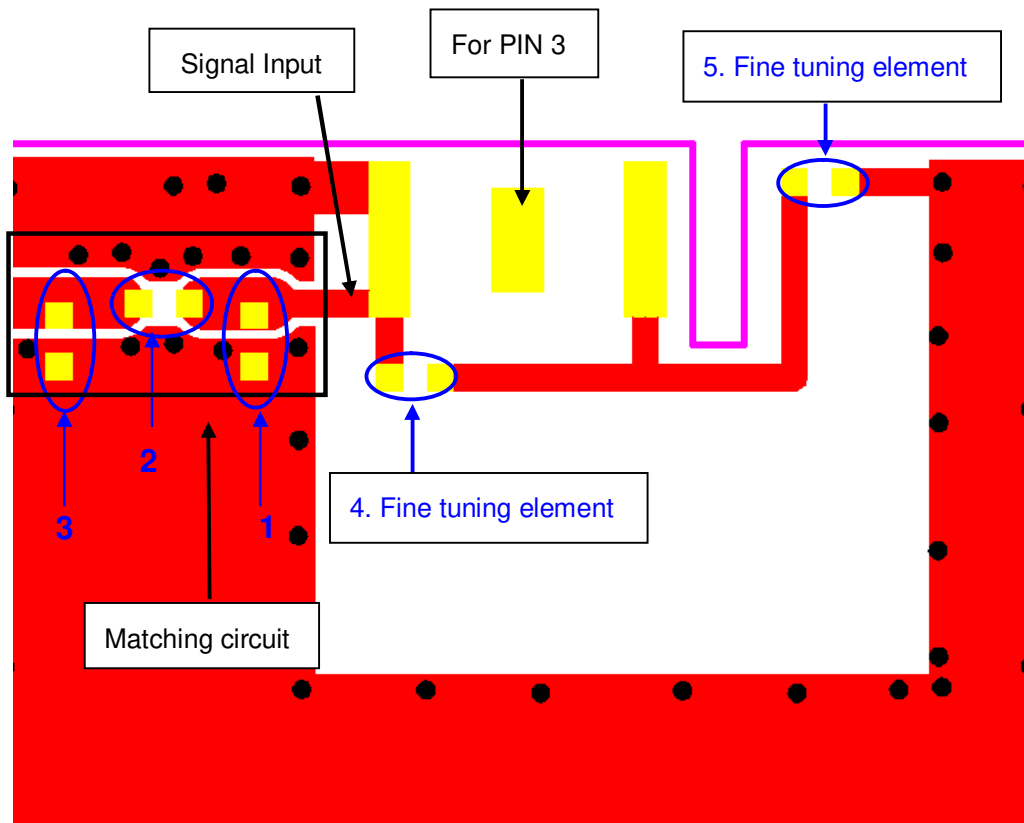 For PIN 3
Signal Input
5. Fine tuning element
2
3
1
4. Fine tuning element
Matching circuit